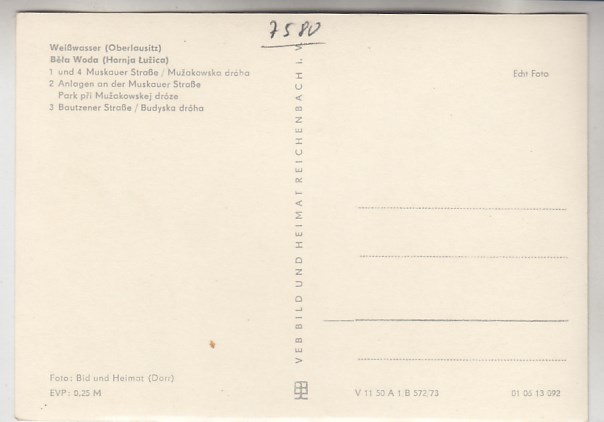 7580
Weißwasser (Oberlausitz)
Běła Woda (Hornja Łužica)
1 und 4 Muskauer Straße / Mužakowska dróha
2 Anlagen an der Muskauer Straße
Park při Mužakowskej dróze
3 Bautzener Straße / Budyska dróha
Echt Foto
VEB BILD UND HEIMAT REICHENBACH i. V.
Foto: Bild und Heimat (Darr)
EVP: 0,25 M
V 11 50 A 1/B 572/73
01 08 13 092